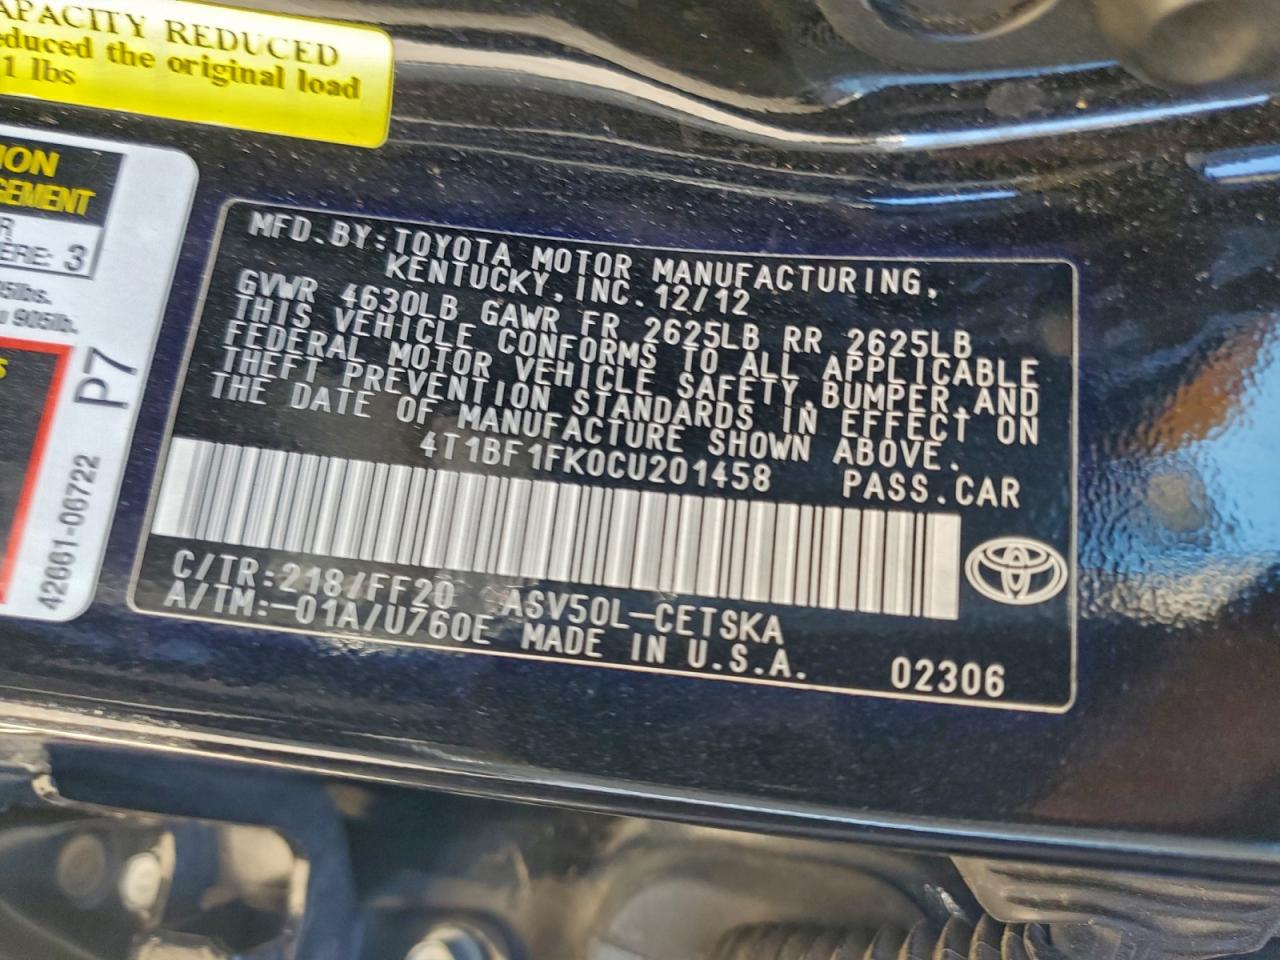 APACITY REDUCED
educed the original load
1 lbs
ION
GEMENT
R
ÈRE: 3
05lbs.
u 905lb.
S
P7
42661-06722
MFD.BY:TOYOTA MOTOR MANUFACTURING,
KENTUCKY,INC.12/12
GVWR 4630LB GAWR FR 2625LB RR 2625LB
THIS VEHICLE CONFORMS TO ALL APPLICABLE
FEDERAL MOTOR VEHICLE SAFETY,BUMPER,AND
THEFT PREVENTION STANDARDS IN EFFECT ON
THE DATE OF MANUFACTURE SHOWN ABOVE.
4T1BF1FK0CU201458 PASS.CAR
C/TR:218/FF20 ASV50L-CETSKA
A/TM:-01A/U760E MADE IN U.S.A. 02306